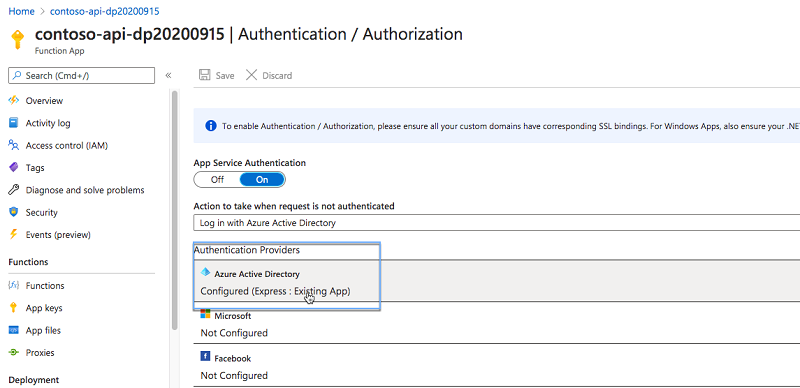 Home > contoso-api-dp20200915 >
contoso-api-dp20200915 | Authentication / Authorization
Function App
Search (Cmd+/)
«
Save
Discard
Overview
Activity log
Access control (IAM)
Tags
Diagnose and solve problems
Security
Events (preview)
Functions
Functions
App keys
App files
Proxies
Deployment
To enable Authentication / Authorization, please ensure all your custom domains have corresponding SSL bindings. For Windows Apps, also ensure your .NET
App Service Authentication
Off On
Action to take when request is not authenticated
Log in with Azure Active Directory
Authentication Providers
Azure Active Directory
Configured (Express : Existing App)
Microsoft
Not Configured
Facebook
Not Configured